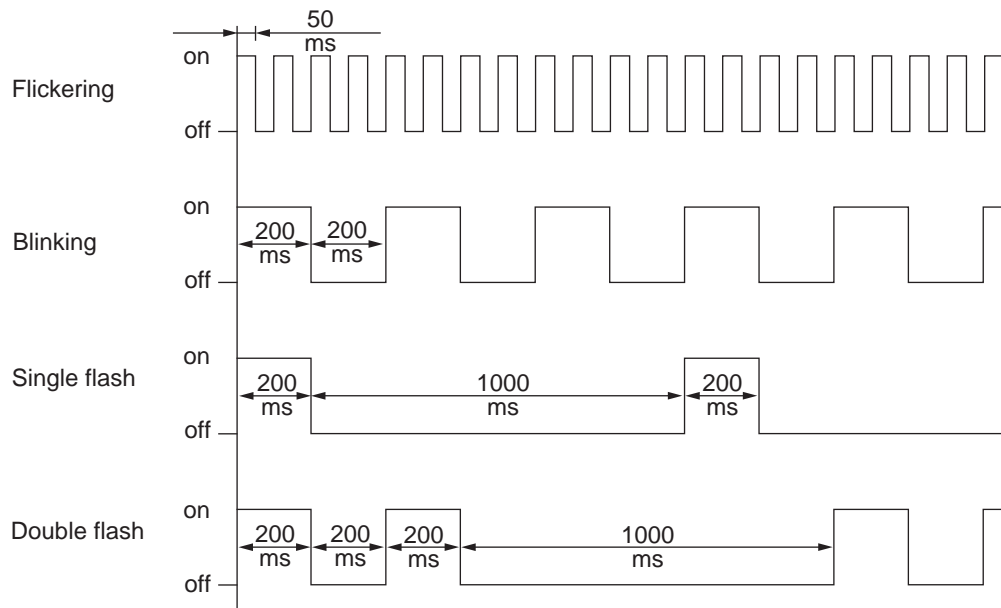 50
ms
on
Flickering
off
on
Blinking
200
ms
200
ms
off
on
Single flash
200
ms
1000
ms
200
ms
off
on
Double flash
200
ms
200
ms
200
ms
1000
ms
off